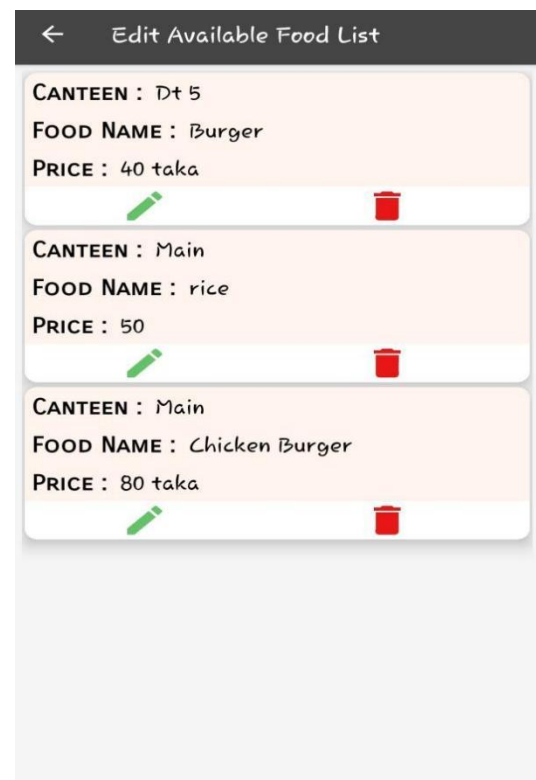 Edit Available Food List
CANTEEN : Dt 5
FOOD NAME : Burger
PRICE : 40 taka
CANTEEN : Main
FOOD NAME : rice
PRICE : 50
CANTEEN : Main
FOOD NAME : Chicken Burger
PRICE : 80 taka